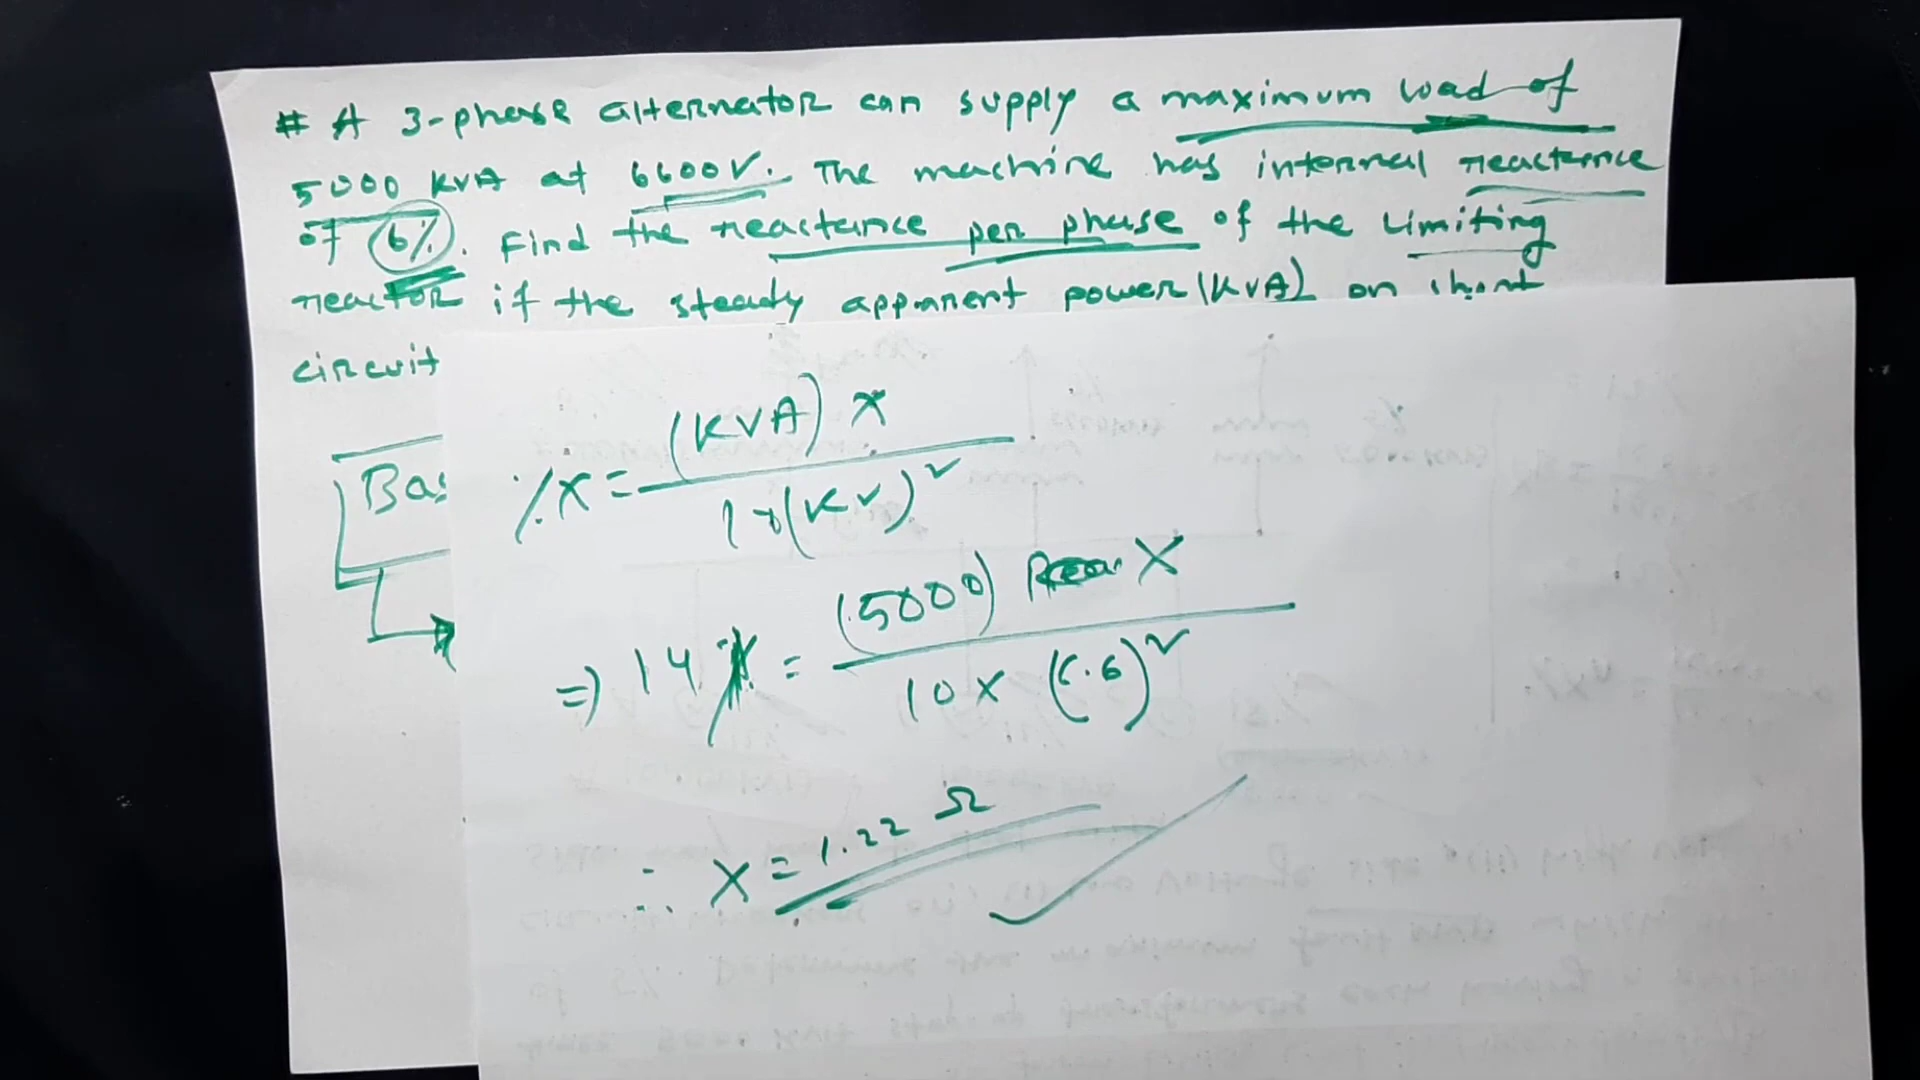 # A 3-phase alternator can supply a maximum load of
5000 KVA at 6600V. The machine has internal reactance
of 6%. Find the reactance per phase of the limiting
reactor if the steady apparent power (KVA) on short
circuit
Bas
%X = (KVA) X / 10(KV)²
=> 14 = (5000) X / 10 x (6.6)²
∴ X = 1.22 Ω